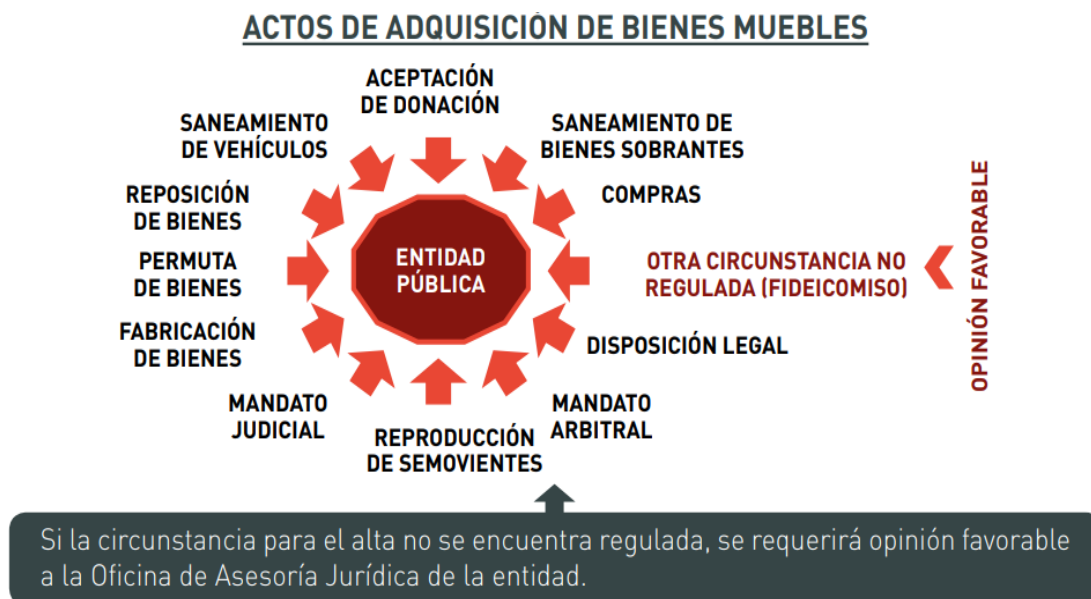 ACTOS DE ADQUISICIÓN DE BIENES MUEBLES
ACEPTACIÓN
DE DONACIÓN
SANEAMIENTO
DE VEHÍCULOS
SANEAMIENTO DE
BIENES SOBRANTES
REPOSICIÓN
DE BIENES
COMPRAS
PERMUTA
DE BIENES
ENTIDAD
PÚBLICA
OTRA CIRCUNSTANCIA NO
REGULADA (FIDEICOMISO)
OPINIÓN FAVORABLE
FABRICACIÓN
DE BIENES
DISPOSICIÓN LEGAL
MANDATO
JUDICIAL
REPRODUCCIÓN
DE SEMOVIENTES
MANDATO
ARBITRAL
Si la circunstancia para el alta no se encuentra regulada, se requerirá opinión favorable
a la Oficina de Asesoría Jurídica de la entidad.